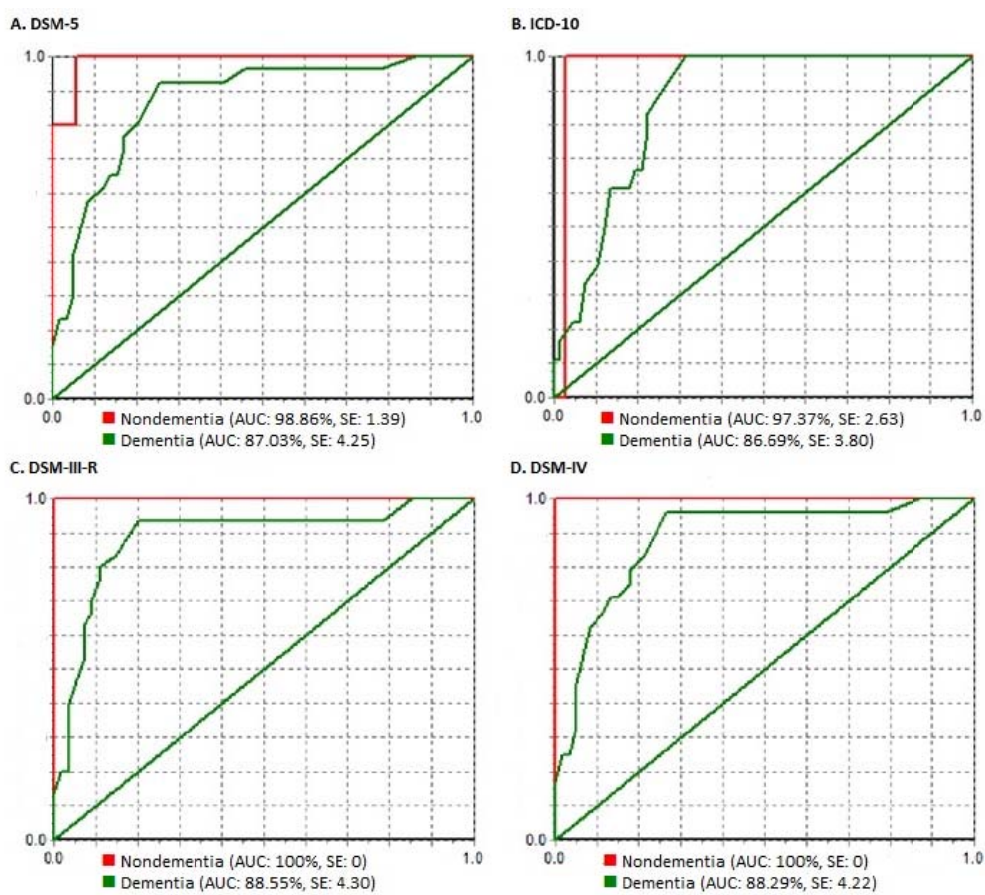 A. DSM-5
1.0
0.0
0.0
1.0
Nondementia (AUC: 98.86%, SE: 1.39)
Dementia (AUC: 87.03%, SE: 4.25)
B. ICD-10
1.0
0.0
0.0
1.0
Nondementia (AUC: 97.37%, SE: 2.63)
Dementia (AUC: 86.69%, SE: 3.80)
C. DSM-III-R
1.0
0.0
0.0
1.0
Nondementia (AUC: 100%, SE: 0)
Dementia (AUC: 88.55%, SE: 4.30)
D. DSM-IV
1.0
0.0
0.0
1.0
Nondementia (AUC: 100%, SE: 0)
Dementia (AUC: 88.29%, SE: 4.22)